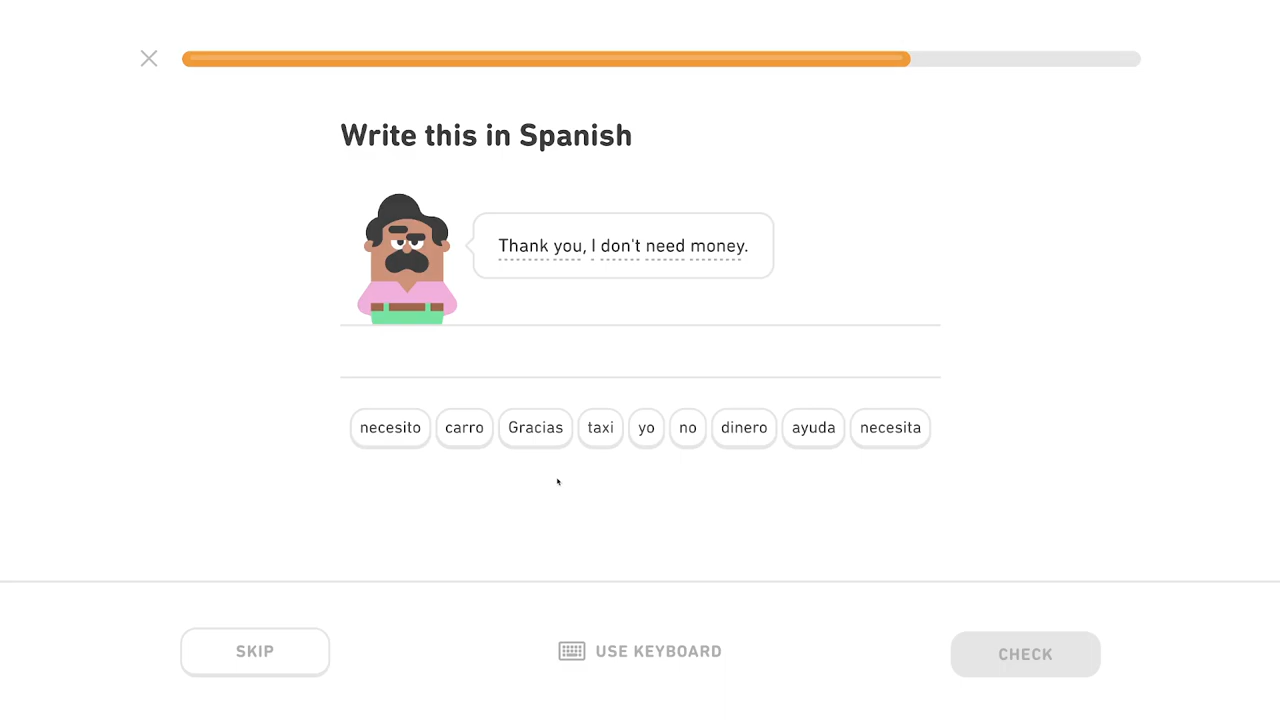 Write this in Spanish
Thank you, I don't need money.
necesito carro Gracias taxi yo no dinero ayuda necesita
SKIP USE KEYBOARD CHECK